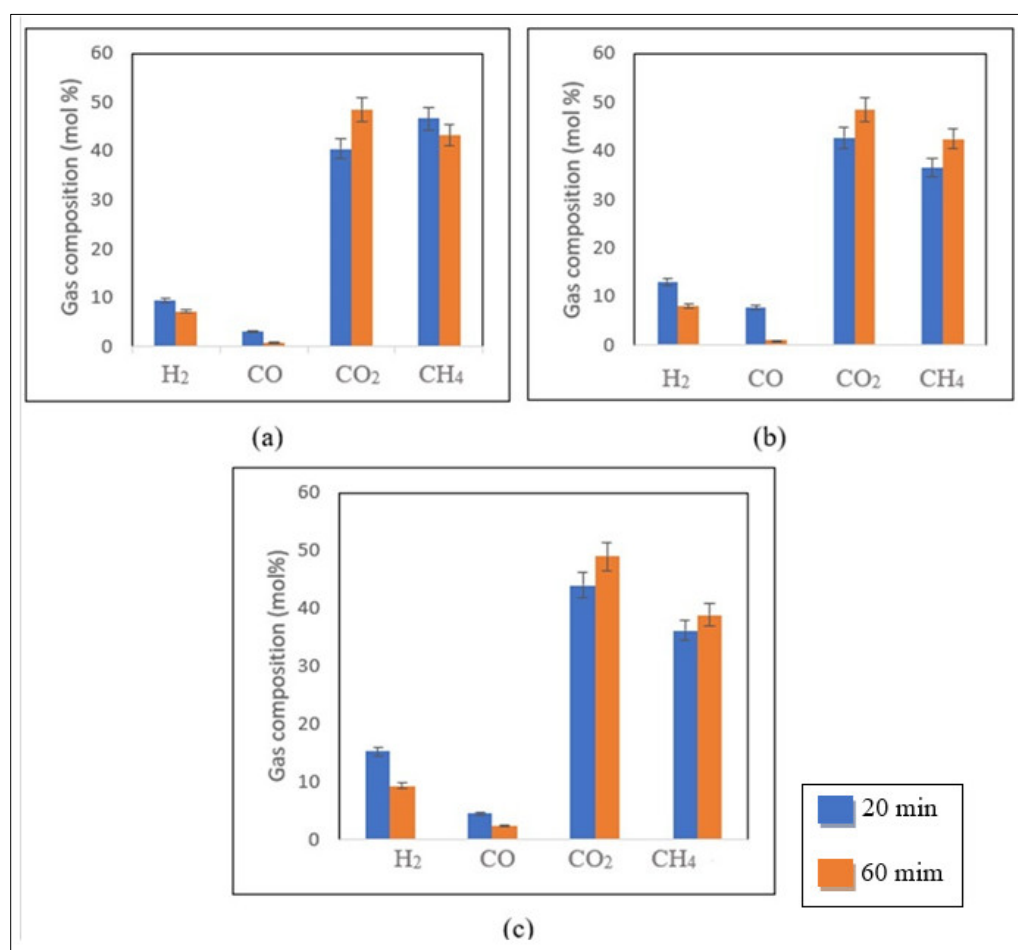 Gas composition (mol %)
60
50
40
30
20
10
0
H₂ CO CO₂ CH₄
(a)
Gas composition (mol %)
60
50
40
30
20
10
0
H₂ CO CO₂ CH₄
(b)
Gas composition (mol%)
60
50
40
30
20
10
0
H₂ CO CO₂ CH₄
(c)
20 min
60 mim